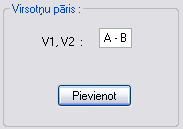 Virsotņu pāris :
V1, V2 : A - B
Pievienot